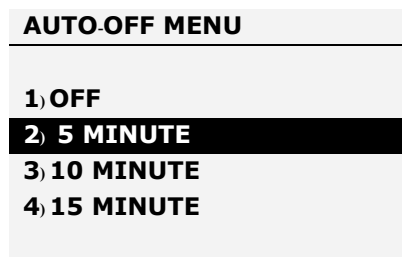 AUTO-OFF MENU
1) OFF
2) 5 MINUTE
3) 10 MINUTE
4) 15 MINUTE